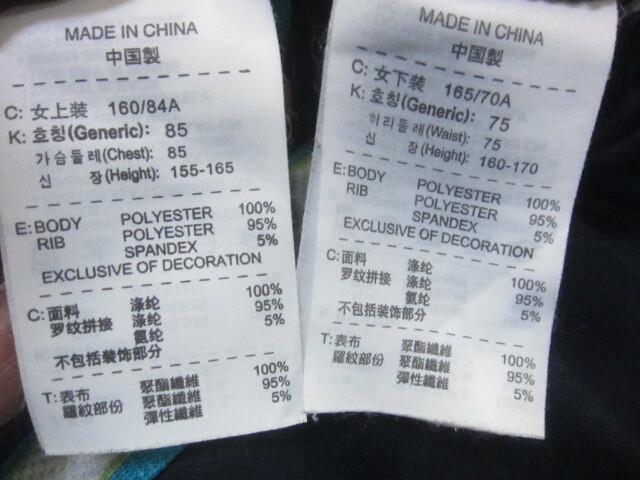 MADE IN CHINA
中国製
C: 女上装 160/84A
K: 호칭(Generic): 85
가슴둘레(Chest): 85
신 장(Height): 155-165
E: BODY POLYESTER 100%
RIB POLYESTER 95%
SPANDEX 5%
EXCLUSIVE OF DECORATION
C: 面料 涤纶 100%
罗纹拼接 涤纶 95%
氨纶 5%
不包括装饰部分
T: 表布 聚酯纖維 100%
羅紋部份 聚酯纖維 95%
彈性纖維 5%
MADE IN CHINA
中国製
C: 女下装 165/70A
K: 호칭(Generic): 75
허리둘레(Waist): 75
신 장(Height): 160-170
E: BODY POLYESTER 100%
RIB POLYESTER 95%
SPANDEX 5%
EXCLUSIVE OF DECORATION
C: 面料 涤纶 100%
罗纹拼接 涤纶 95%
氨纶 5%
不包括装饰部分
T: 表布 聚酯纖維 100%
羅紋部份 聚酯纖維 95%
彈性纖維 5%